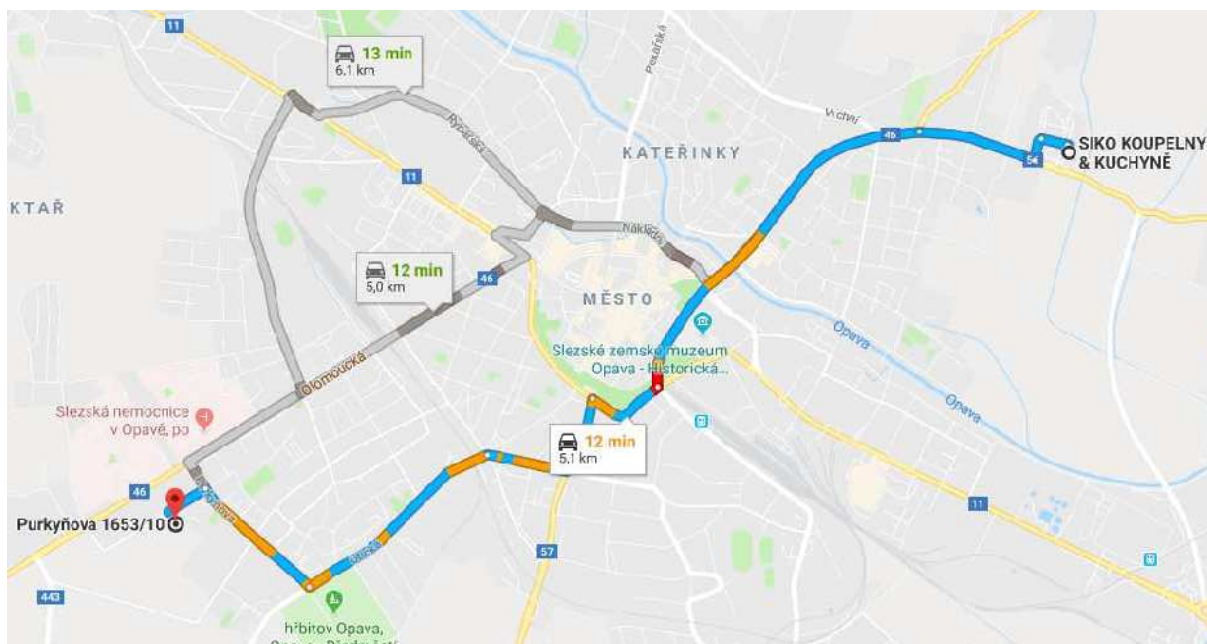 11
13 min
6.1 km
Pekařská
Rybářská
KATEŘINKY
Vrchní
46
SIKO KOUPELNY
& KUCHYNĚ
11
KTAŘ
Nákladní
12 min
5,0 km
46
MĚSTO
Slezské zemské muzeum
Opava - Historická...
Opava
Opava
Olomoucká
Slezská nemocnice
v Opavě, po
12 min
5,1 km
46
Purkyňova 1653/10
11
57
443
hřbitov Opava,